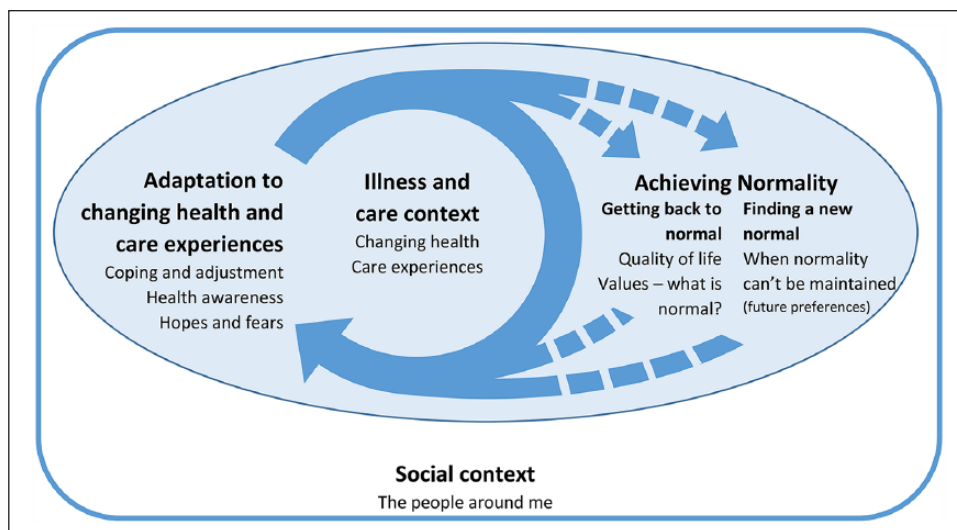 Adaptation to
changing health and
care experiences
Coping and adjustment
Health awareness
Hopes and fears
Illness and
care context
Changing health
Care experiences
Achieving Normality
Getting back to
normal
Quality of life
Values – what is
normal?
Finding a new
normal
When normality
can’t be maintained
(future preferences)
Social context
The people around me